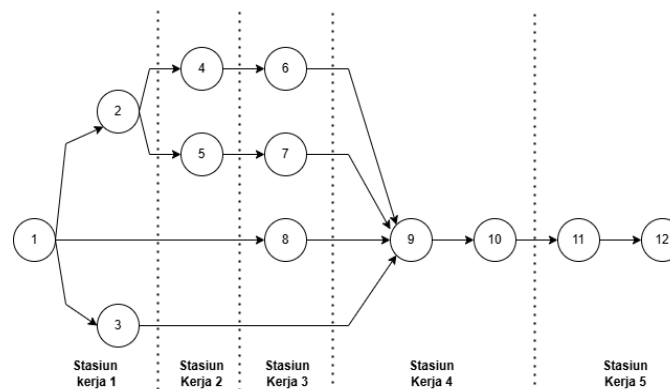 4
6
2
5
7
1
8
9
10
11
12
3
Stasiun
kerja 1
Stasiun
Kerja 2
Stasiun
Kerja 3
Stasiun
Kerja 4
Stasiun
Kerja 5